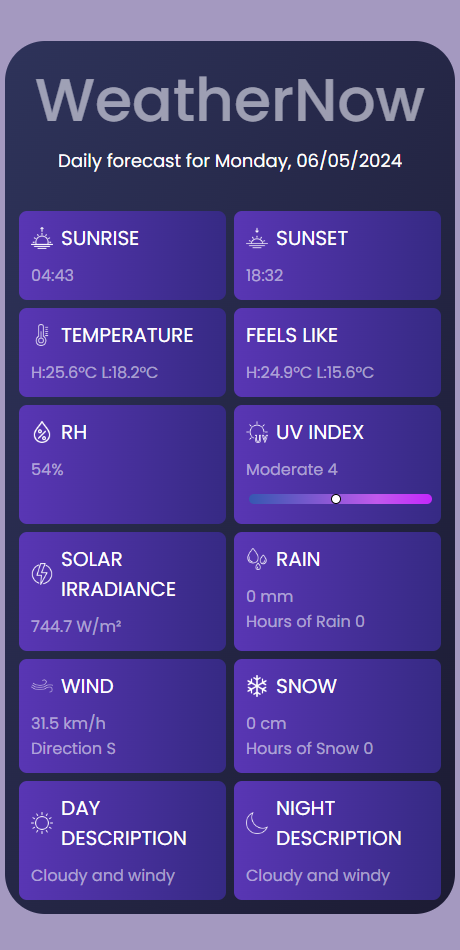 WeatherNow
Daily forecast for Monday, 06/05/2024
SUNRISE
04:43
SUNSET
18:32
TEMPERATURE
H:25.6°C L:18.2°C
FEELS LIKE
H:24.9°C L:15.6°C
RH
54%
UV INDEX
Moderate 4
SOLAR
IRRADIANCE
744.7 W/m²
RAIN
0 mm
Hours of Rain 0
WIND
31.5 km/h
Direction S
SNOW
0 cm
Hours of Snow 0
DAY
DESCRIPTION
Cloudy and windy
NIGHT
DESCRIPTION
Cloudy and windy